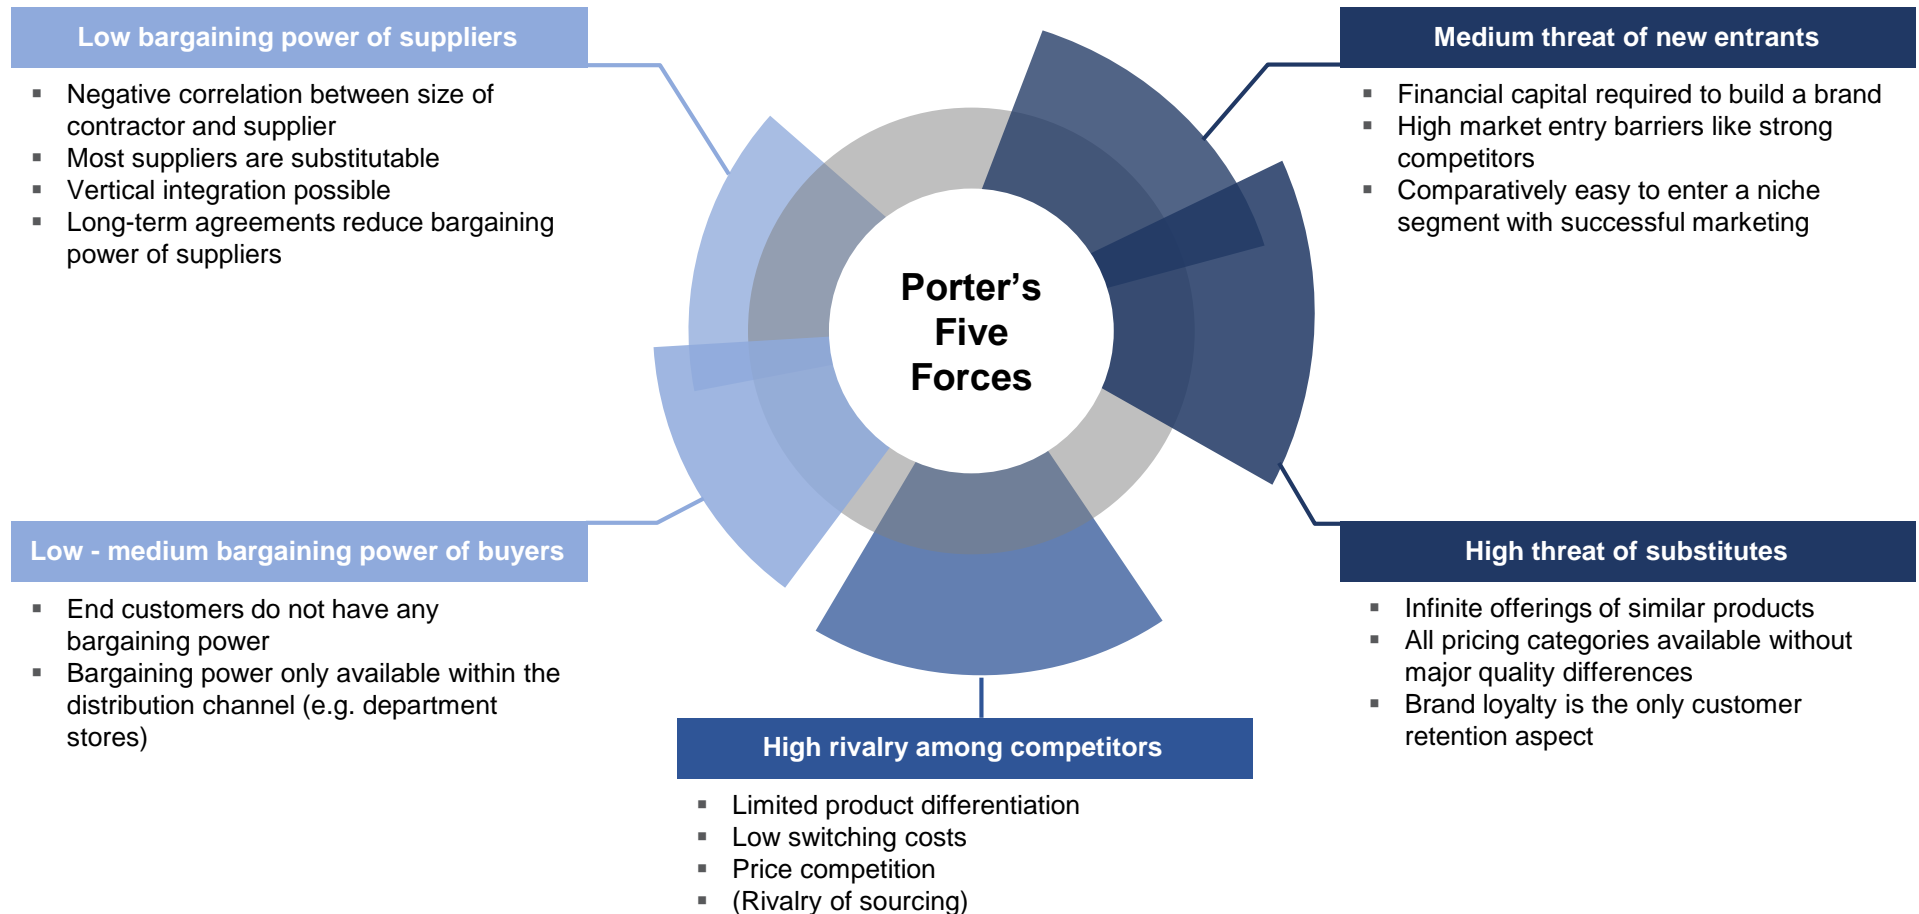 Low bargaining power of suppliers
▪ Negative correlation between size of
contractor and supplier
▪ Most suppliers are substitutable
▪ Vertical integration possible
▪ Long-term agreements reduce bargaining
power of suppliers
Medium threat of new entrants
▪ Financial capital required to build a brand
▪ High market entry barriers like strong
competitors
▪ Comparatively easy to enter a niche
segment with successful marketing
Porter’s
Five
Forces
Low - medium bargaining power of buyers
▪ End customers do not have any
bargaining power
▪ Bargaining power only available within the
distribution channel (e.g. department
stores)
High threat of substitutes
▪ Infinite offerings of similar products
▪ All pricing categories available without
major quality differences
▪ Brand loyalty is the only customer
retention aspect
High rivalry among competitors
▪ Limited product differentiation
▪ Low switching costs
▪ Price competition
▪ (Rivalry of sourcing)